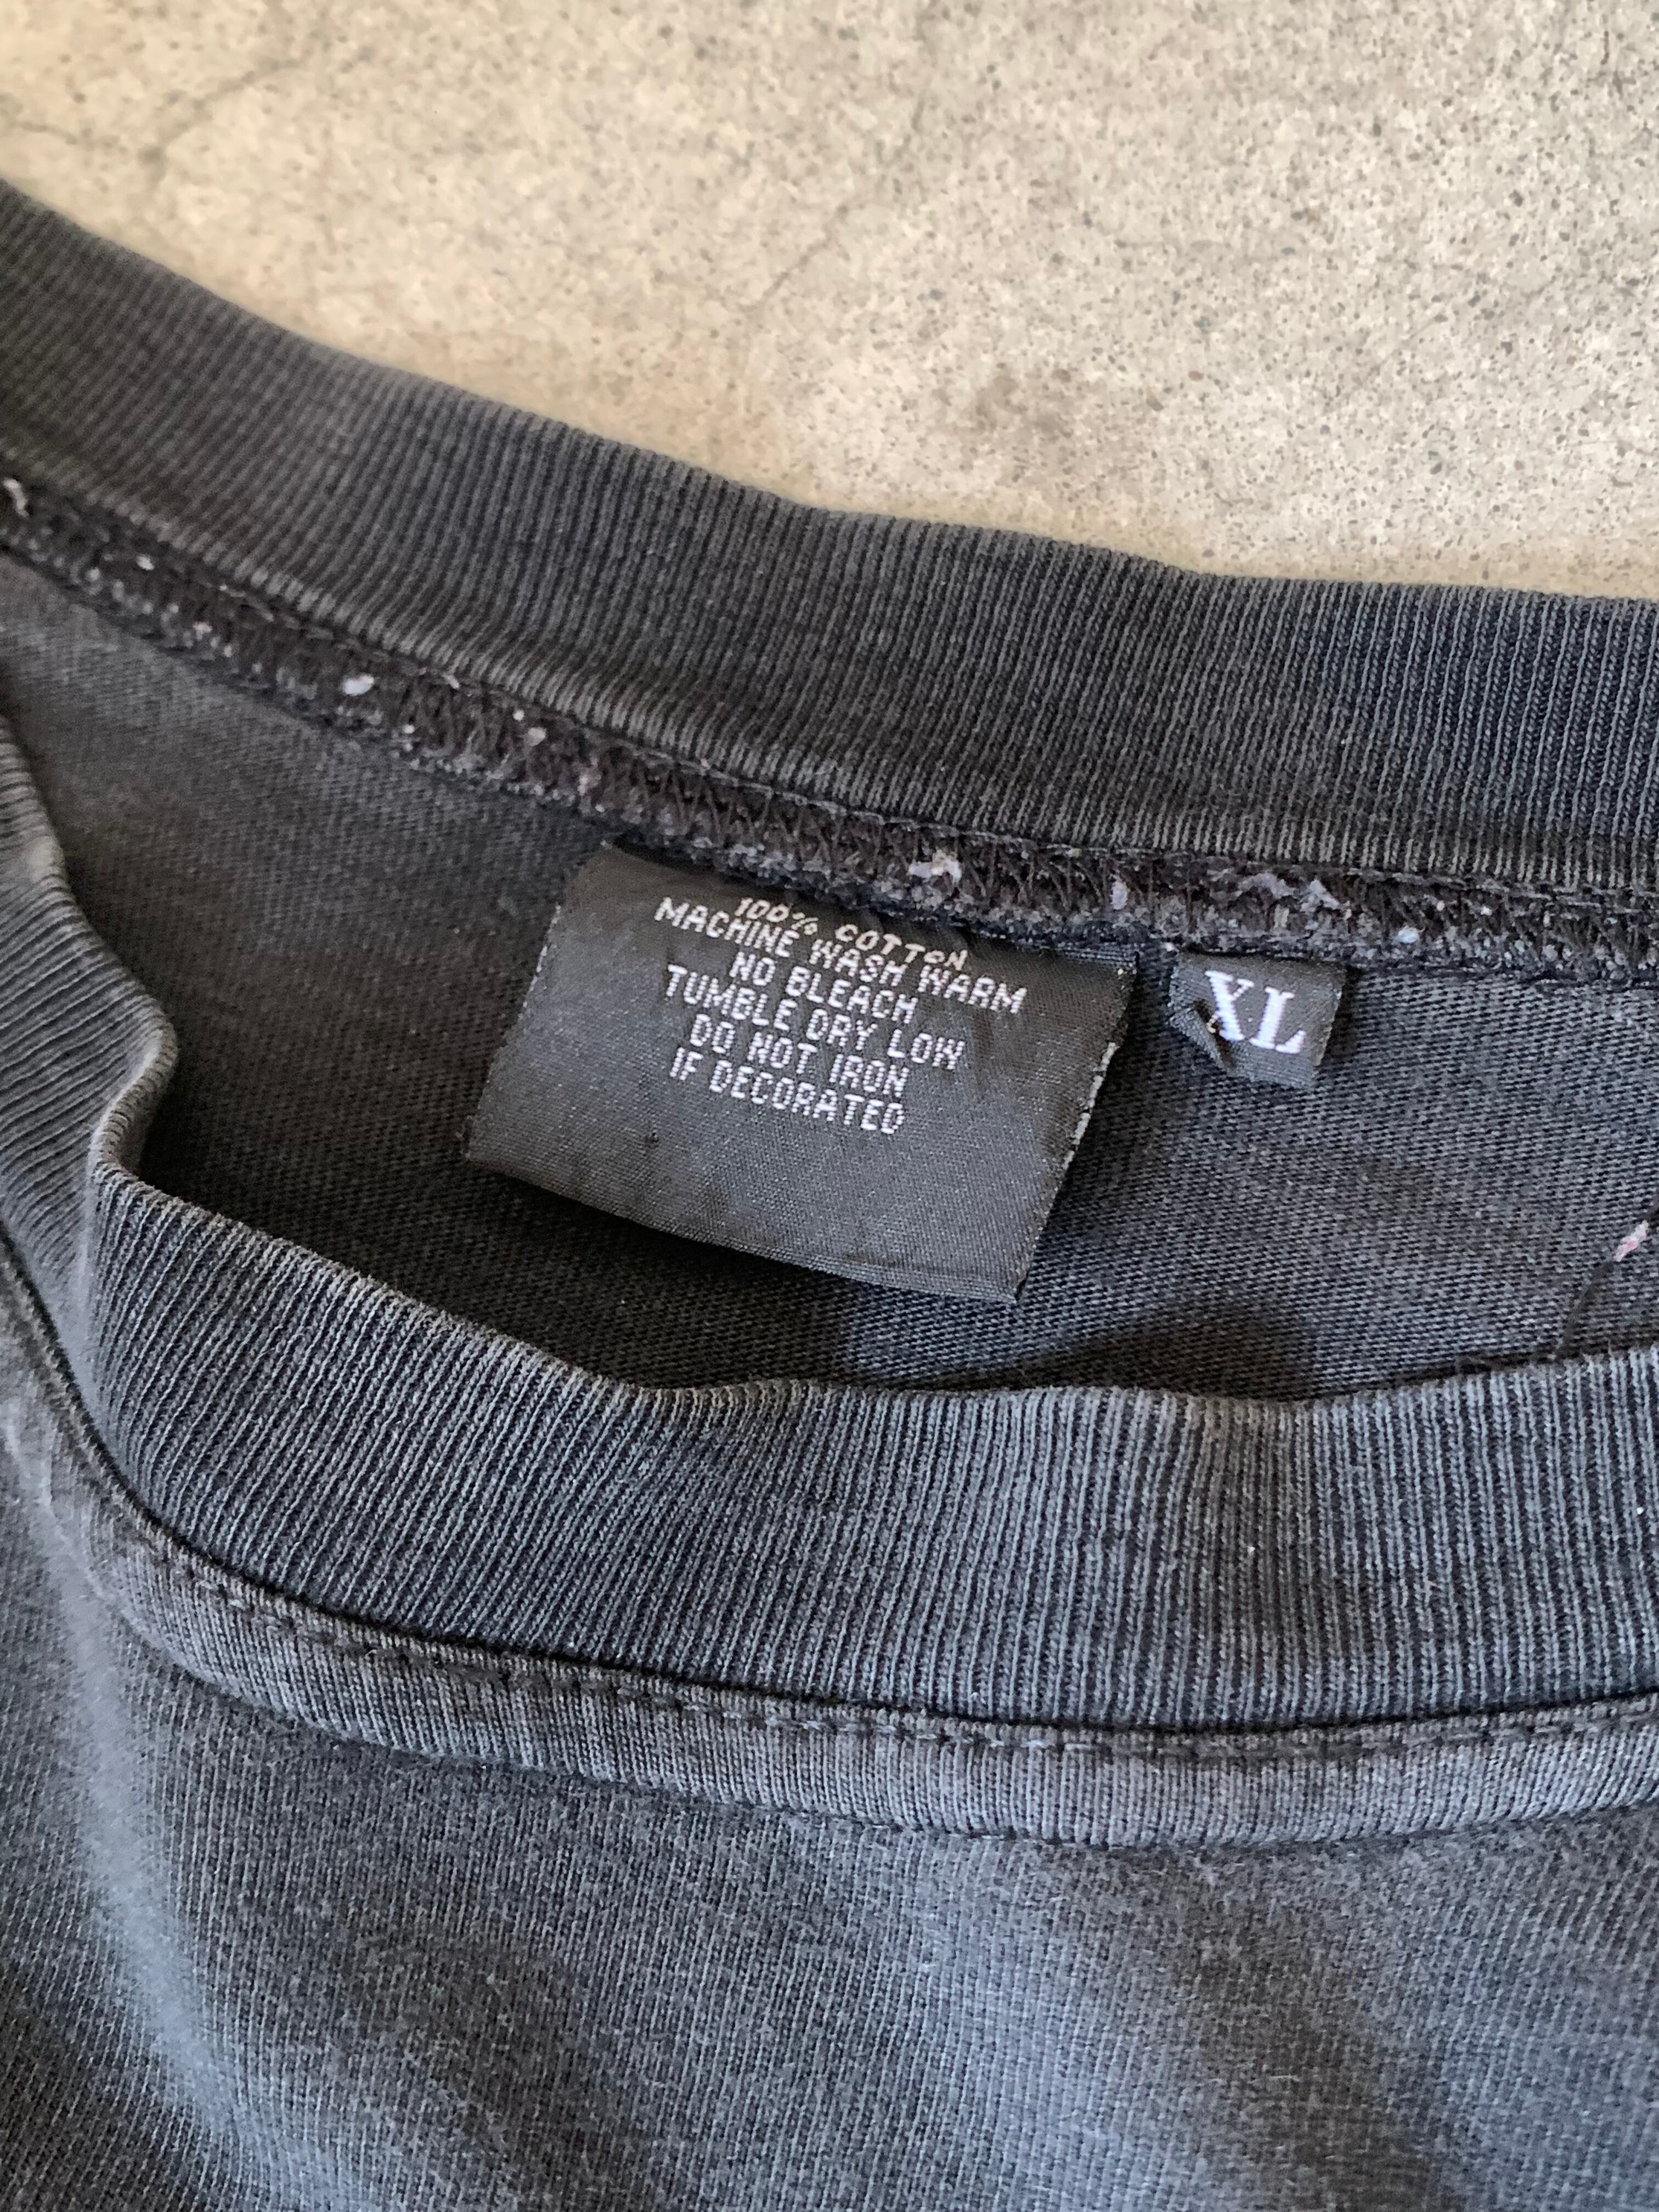 100% COTTON
MACHINE WASH WARM
NO BLEACH
TUMBLE DRY LOW
DO NOT IRON
IF DECORATED
XL